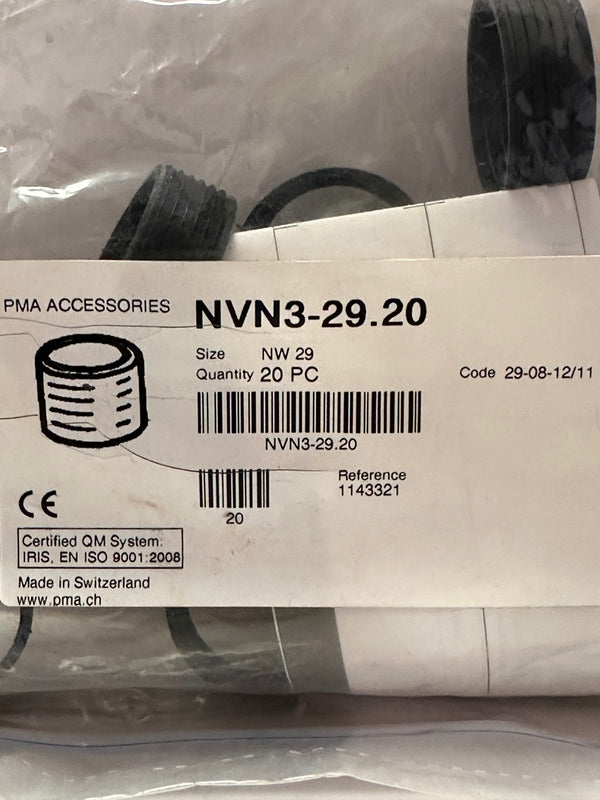 PMA ACCESSORIES
NVN3-29.20
Size NW 29
Quantity 20 PC
Code 29-08-12/11
NVN3-29.20
Reference
1143321
20
CE
Certified QM System:
IRIS, EN ISO 9001:2008
Made in Switzerland
www.pma.ch